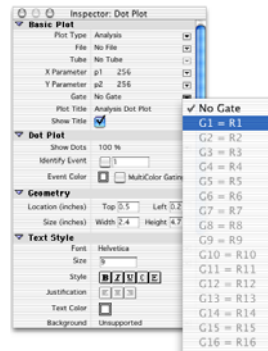 Inspector: Dot Plot
Basic Plot
Plot Type Analysis
File No File
Tube No Tube
X Parameter p1 256
Y Parameter p2 256
Gate No Gate
Plot Title Analysis Dot Plot
Show Title
Dot Plot
Show Dots 100 %
Identify Event 1
Event Color MultiColor Gating
Geometry
Location (inches) Top 0.5 Left 0.2
Size (inches) Width 2.4 Height 4.7
Text Style
Font Helvetica
Size 9
Style B I U C E
Justification
Text Color
Background Unsupported
✓ No Gate
G1 = R1
G2 = R2
G3 = R3
G4 = R4
G5 = R5
G6 = R6
G7 = R7
G8 = R8
G9 = R9
G10 = R10
G11 = R11
G12 = R12
G13 = R13
G14 = R14
G15 = R15
G16 = R16